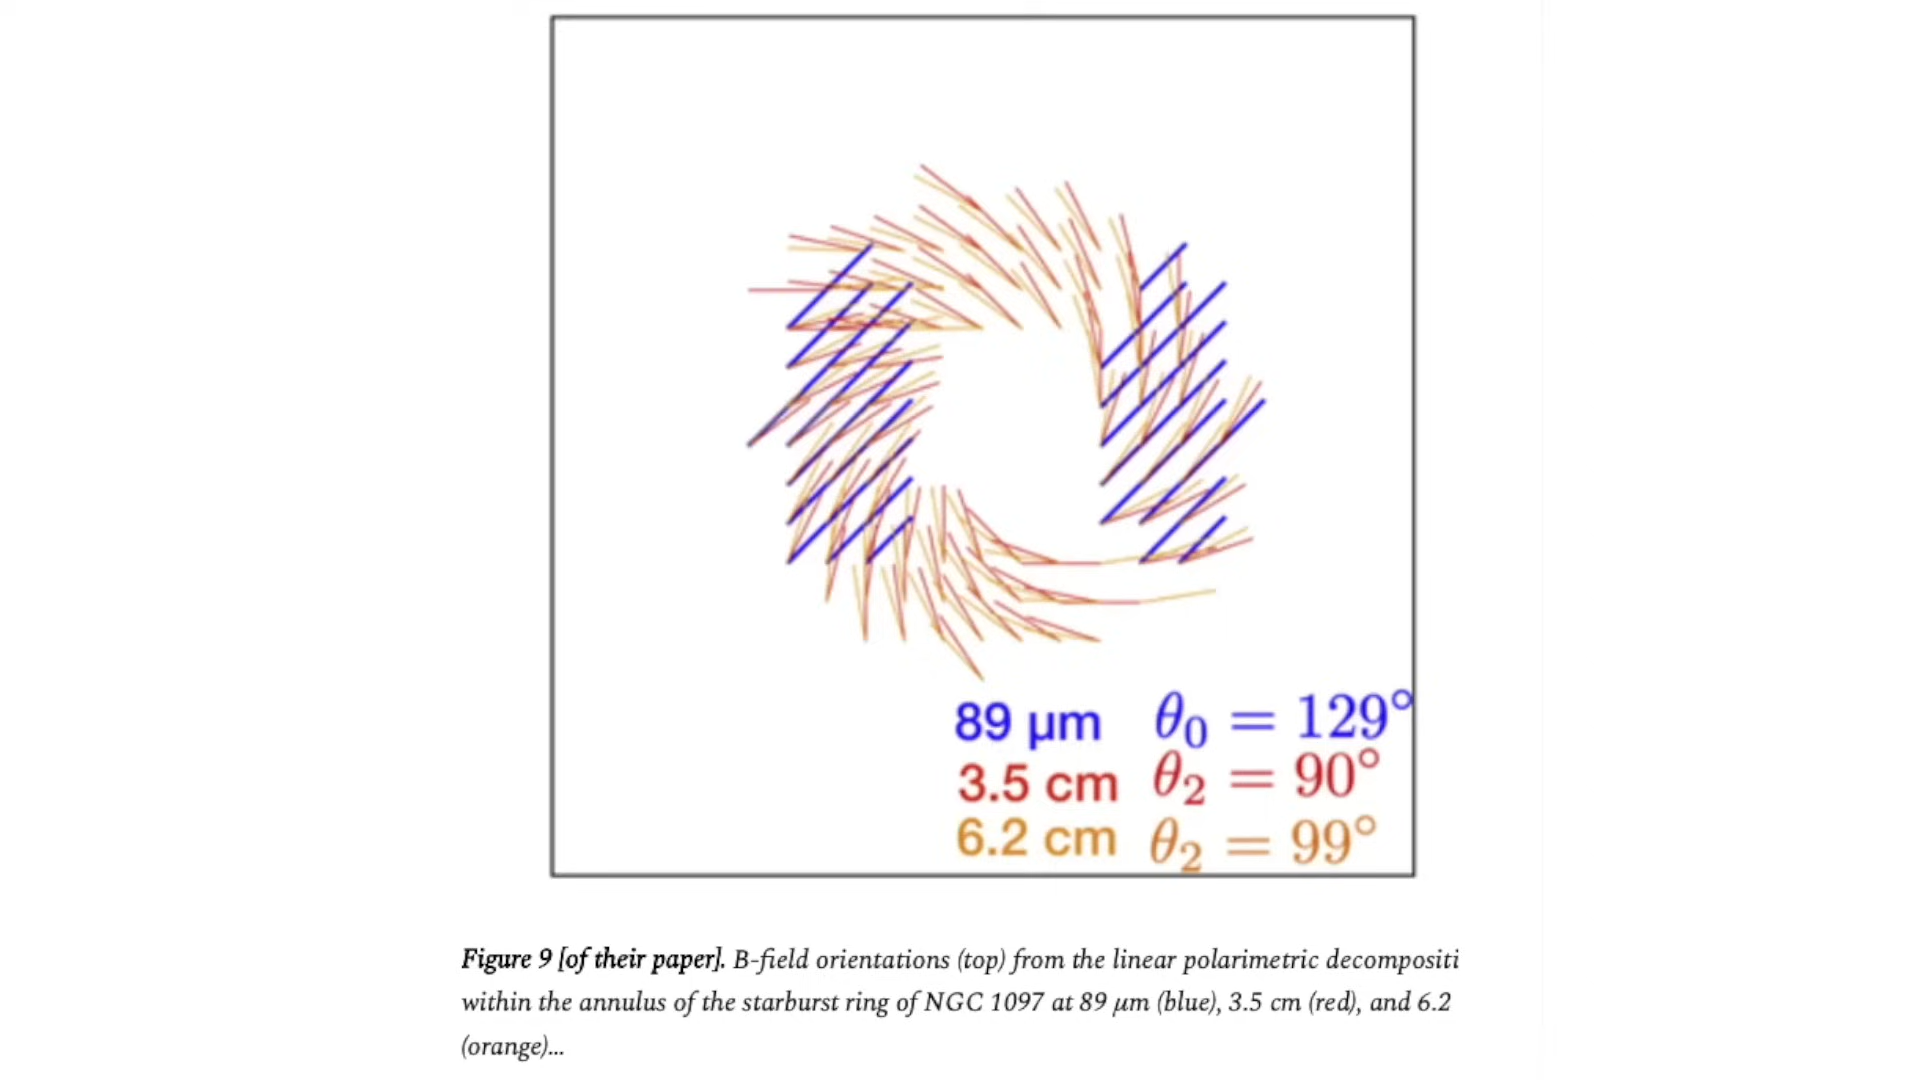 89 µm θ₀ = 129°
3.5 cm θ₂ = 90°
6.2 cm θ₂ = 99°
Figure 9 [of their paper]. B-field orientations (top) from the linear polarimetric decompositi
within the annulus of the starburst ring of NGC 1097 at 89 µm (blue), 3.5 cm (red), and 6.2
(orange)...